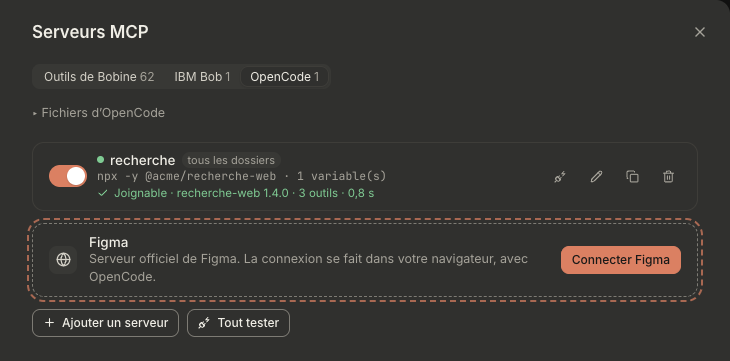 Serveurs MCP
Outils de Bobine 62 IBM Bob 1 OpenCode 1
Fichiers d’OpenCode
recherche tous les dossiers
npx -y @acme/recherche-web · 1 variable(s)
Joignable · recherche-web 1.4.0 · 3 outils · 0,8 s
Figma
Serveur officiel de Figma. La connexion se fait dans votre navigateur, avec
OpenCode.
Connecter Figma
Ajouter un serveur Tout tester